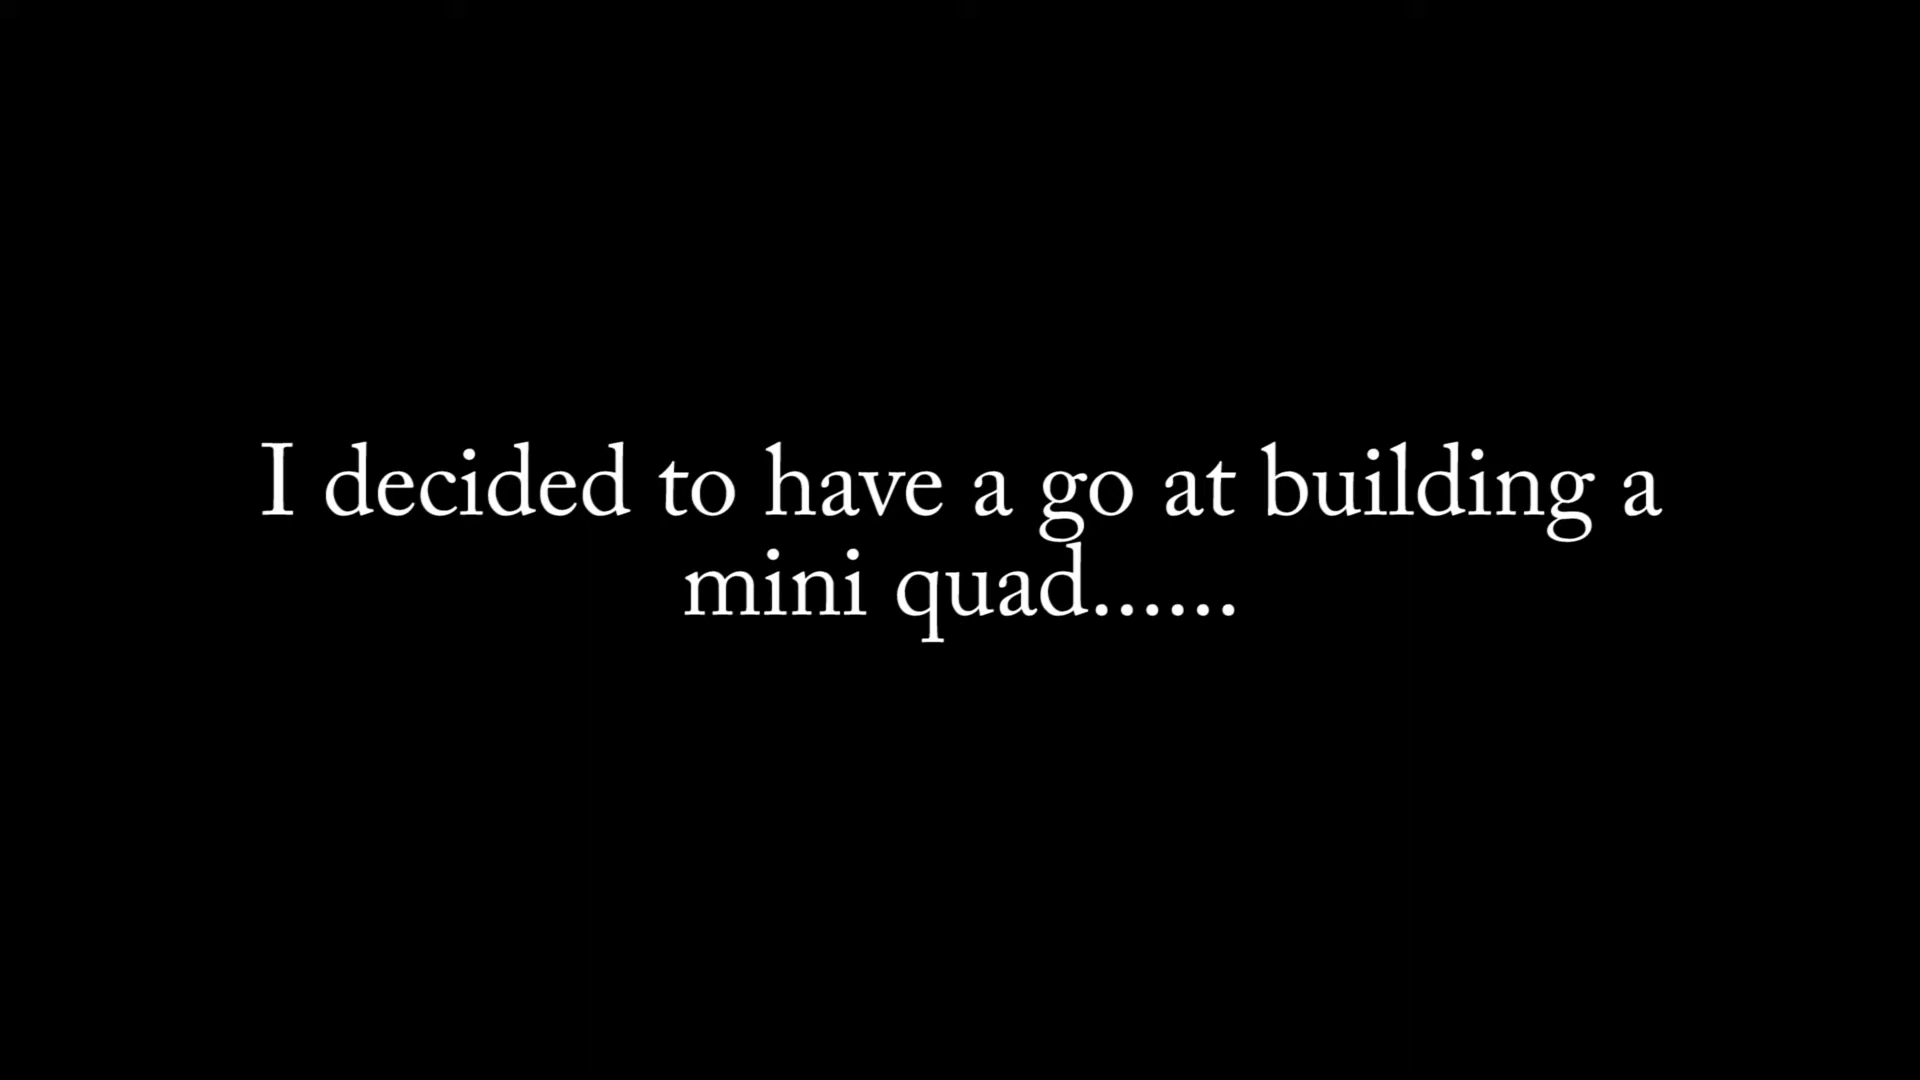 I decided to have a go at building a
mini quad......